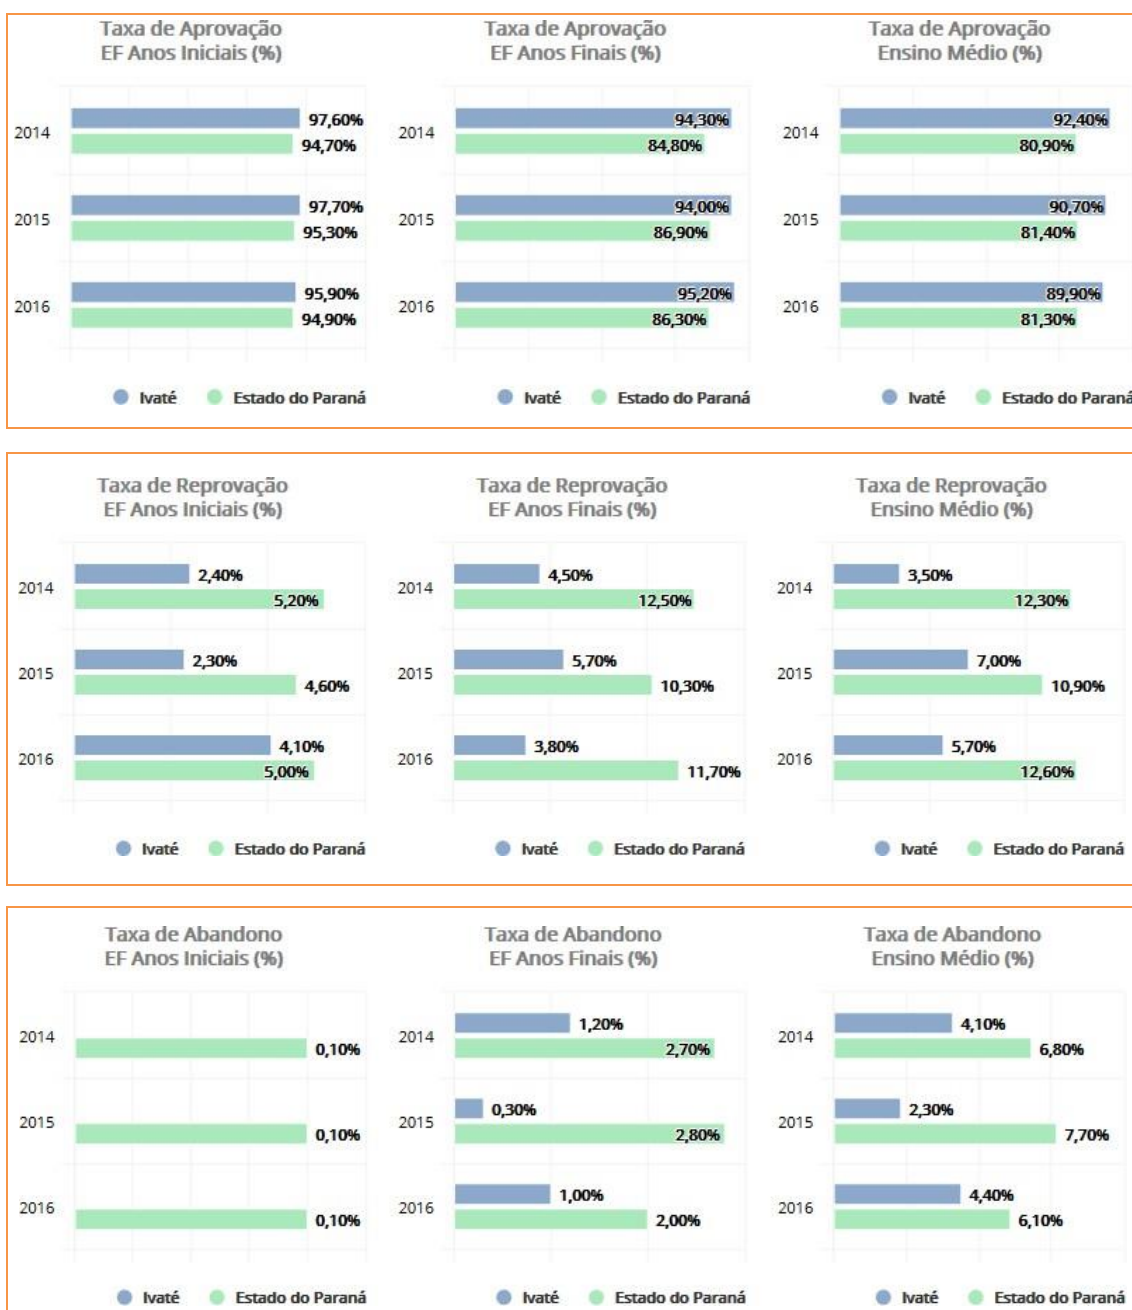 Taxa de Aprovação
EF Anos Iniciais (%)
2014
97,60%
94,70%
2015
97,70%
95,30%
2016
95,90%
94,90%
Ivaté Estado do Paraná
Taxa de Aprovação
EF Anos Finais (%)
2014
94,30%
84,80%
2015
94,00%
86,90%
2016
95,20%
86,30%
Ivaté Estado do Paraná
Taxa de Aprovação
Ensino Médio (%)
2014
92,40%
80,90%
2015
90,70%
81,40%
2016
89,90%
81,30%
Ivaté Estado do Paraná
Taxa de Reprovação
EF Anos Iniciais (%)
2014
2,40%
5,20%
2015
2,30%
4,60%
2016
4,10%
5,00%
Ivaté Estado do Paraná
Taxa de Reprovação
EF Anos Finais (%)
2014
4,50%
12,50%
2015
5,70%
10,30%
2016
3,80%
11,70%
Ivaté Estado do Paraná
Taxa de Reprovação
Ensino Médio (%)
2014
3,50%
12,30%
2015
7,00%
10,90%
2016
5,70%
12,60%
Ivaté Estado do Paraná
Taxa de Abandono
EF Anos Iniciais (%)
2014
0,10%
2015
0,10%
2016
0,10%
Ivaté Estado do Paraná
Taxa de Abandono
EF Anos Finais (%)
2014
1,20%
2,70%
2015
0,30%
2,80%
2016
1,00%
2,00%
Ivaté Estado do Paraná
Taxa de Abandono
Ensino Médio (%)
2014
4,10%
6,80%
2015
2,30%
7,70%
2016
4,40%
6,10%
Ivaté Estado do Paraná